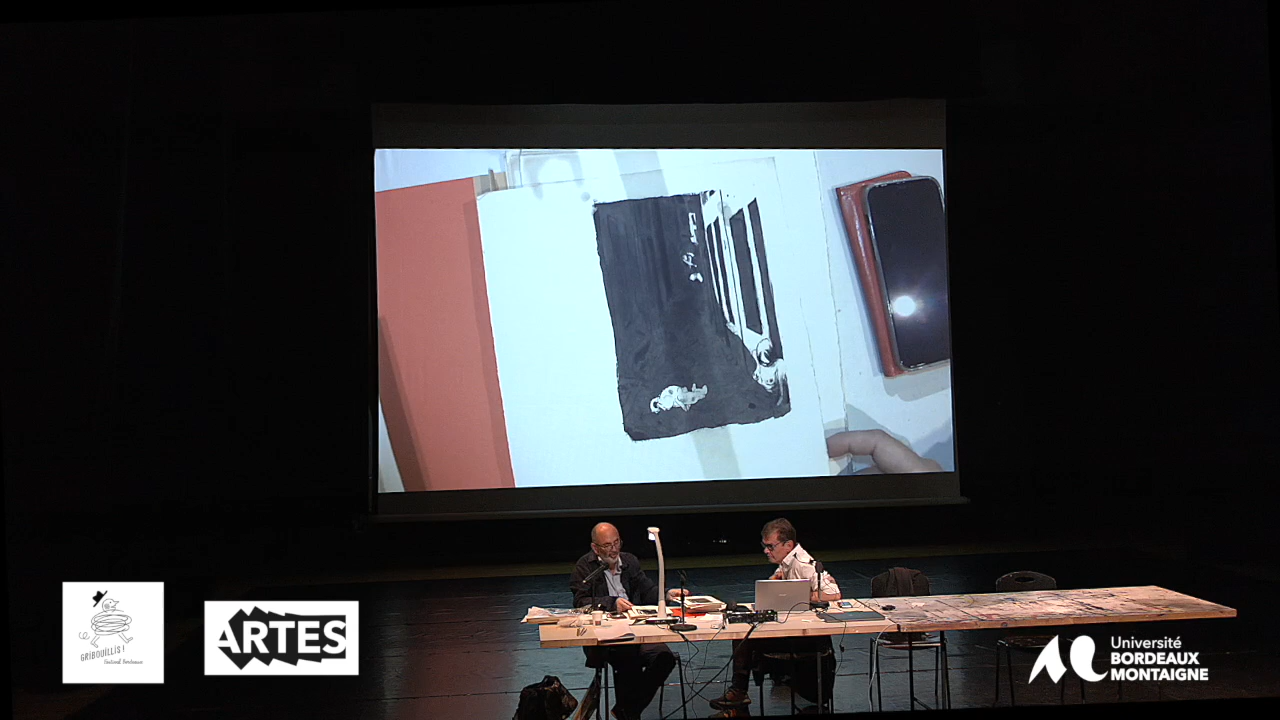 GRIBOUILLIS !
Festival Bordeaux
ARTES
Université
BORDEAUX
MONTAIGNE